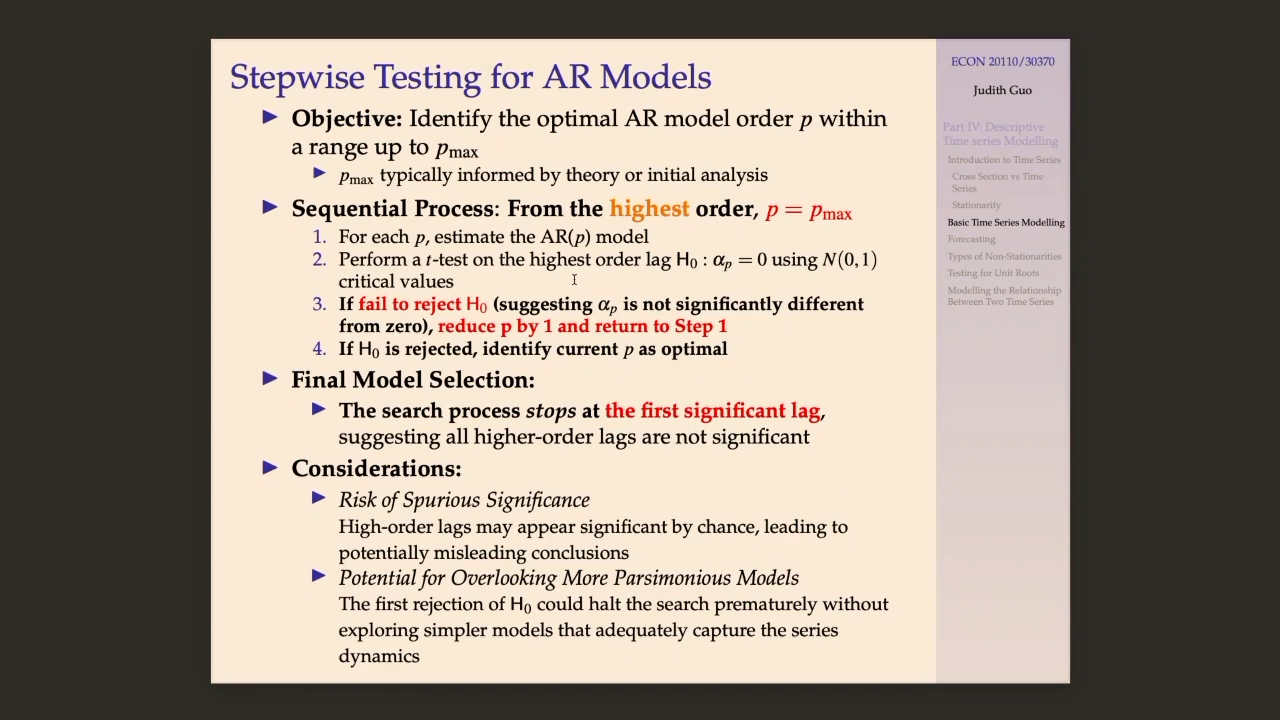 Stepwise Testing for AR Models
▶ Objective: Identify the optimal AR model order p within
a range up to pmax
▶ pmax typically informed by theory or initial analysis
▶ Sequential Process: From the highest order, p = pmax
1. For each p, estimate the AR(p) model
2. Perform a t-test on the highest order lag H0 : αp = 0 using N(0,1)
critical values
3. If fail to reject H0 (suggesting αp is not significantly different
from zero), reduce p by 1 and return to Step 1
4. If H0 is rejected, identify current p as optimal
▶ Final Model Selection:
▶ The search process stops at the first significant lag,
suggesting all higher-order lags are not significant
▶ Considerations:
▶ Risk of Spurious Significance
High-order lags may appear significant by chance, leading to
potentially misleading conclusions
▶ Potential for Overlooking More Parsimonious Models
The first rejection of H0 could halt the search prematurely without
exploring simpler models that adequately capture the series
dynamics
ECON 20110/30370
Judith Guo
Part IV: Descriptive
Time series Modelling
Introduction to Time Series
Cross Section vs Time
Series
Stationarity
Basic Time Series Modelling
Forecasting
Types of Non-Stationarities
Testing for Unit Roots
Modelling the Relationship
Between Two Time Series